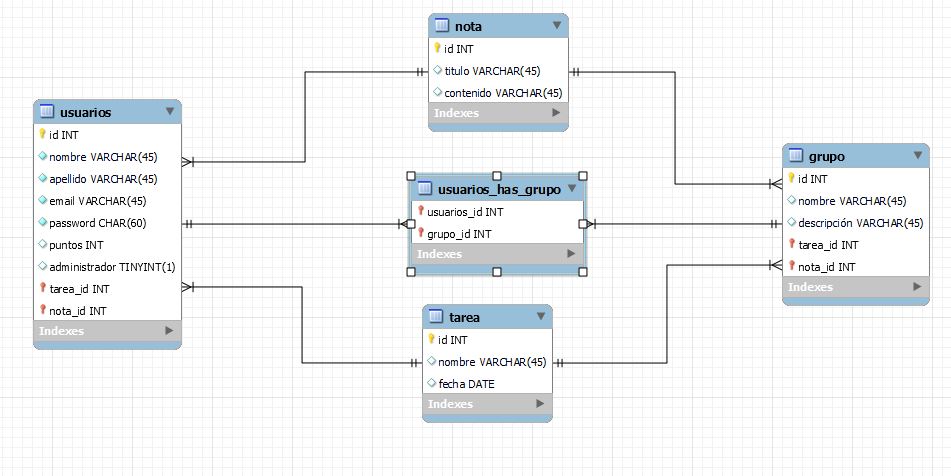 nota
id INT
titulo VARCHAR(45)
contenido VARCHAR(45)
Indexes
usuarios
id INT
nombre VARCHAR(45)
apellido VARCHAR(45)
email VARCHAR(45)
password CHAR(60)
puntos INT
administrador TINYINT(1)
tarea_id INT
nota_id INT
Indexes
usuarios_has_grupo
usuarios_id INT
grupo_id INT
Indexes
grupo
id INT
nombre VARCHAR(45)
descripción VARCHAR(45)
tarea_id INT
nota_id INT
Indexes
tarea
id INT
nombre VARCHAR(45)
fecha DATE
Indexes